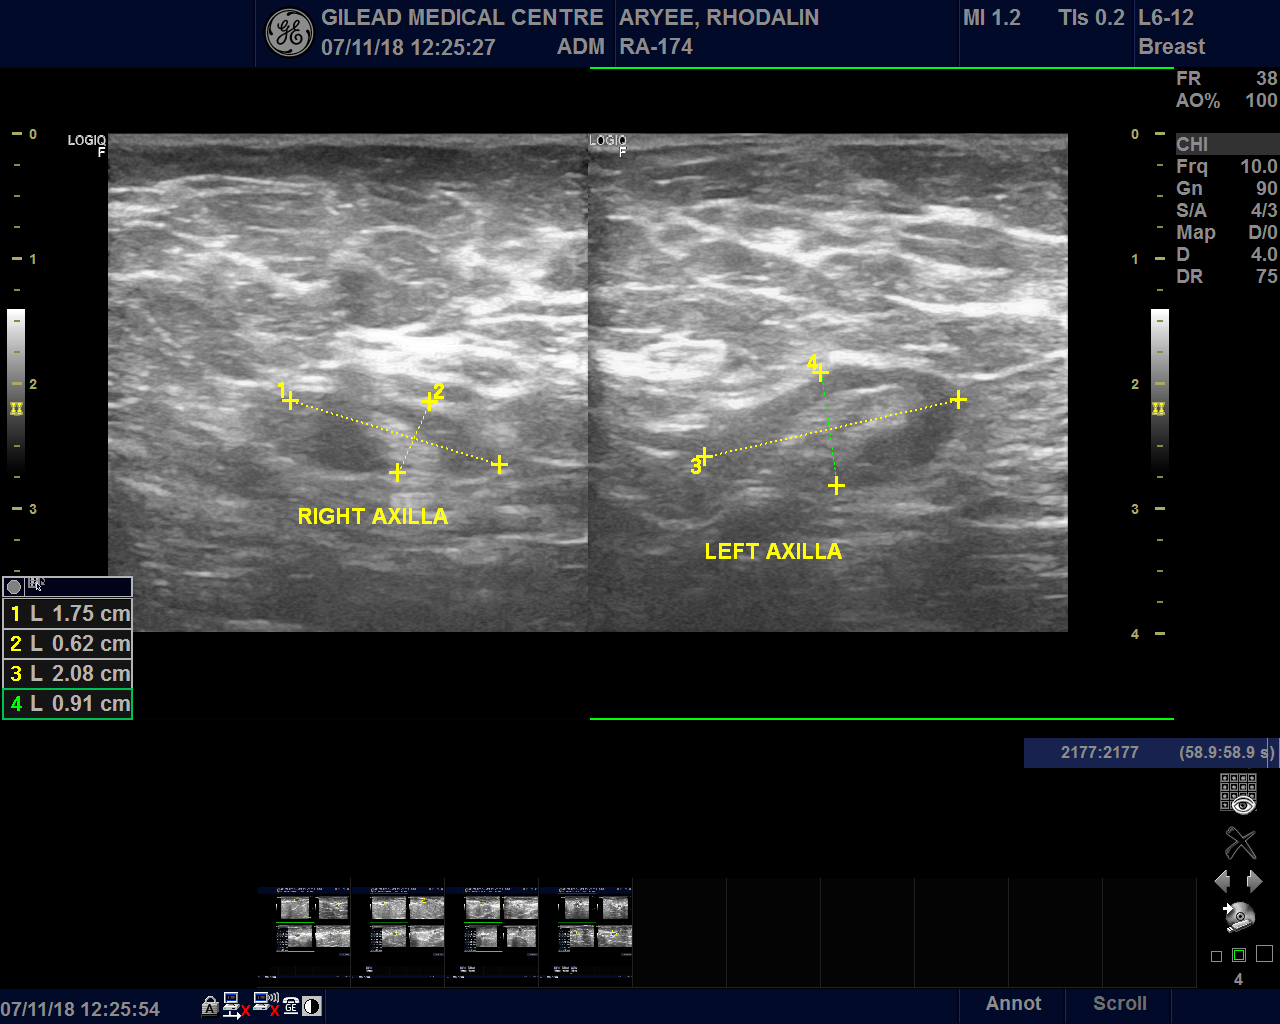 GILEAD MEDICAL CENTRE
07/11/18 12:25:27 ADM
ARYEE, RHODALIN
RA-174
MI 1.2 TIs 0.2
L6-12
Breast
FR 38
AO% 100
CHI
Frq 10.0
Gn 90
S/A 4/3
Map D/0
D 4.0
DR 75
LOGIQ
F
LOGIQ
F
0
1
2
3
0
1
2
3
4
1
2
3
4
RIGHT AXILLA
LEFT AXILLA
1 L 1.75 cm
2 L 0.62 cm
3 L 2.08 cm
4 L 0.91 cm
2177:2177 (58.9:58.9 s)
4
07/11/18 12:25:54
A
GE
Annot
Scroll